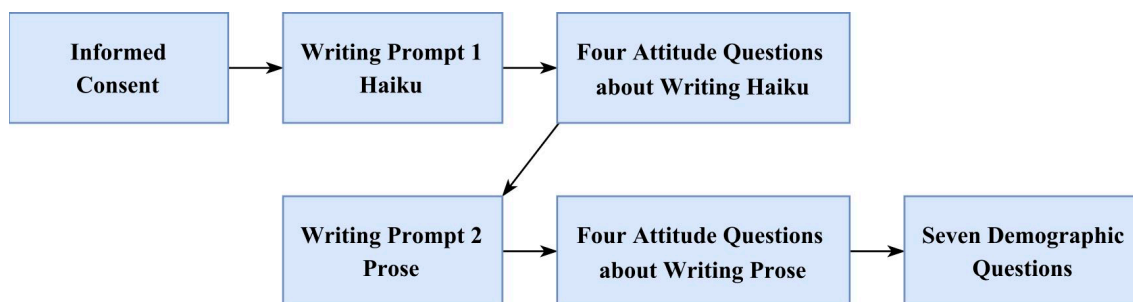 Informed
Consent
Writing Prompt 1
Haiku
Four Attitude Questions
about Writing Haiku
Writing Prompt 2
Prose
Four Attitude Questions
about Writing Prose
Seven Demographic
Questions